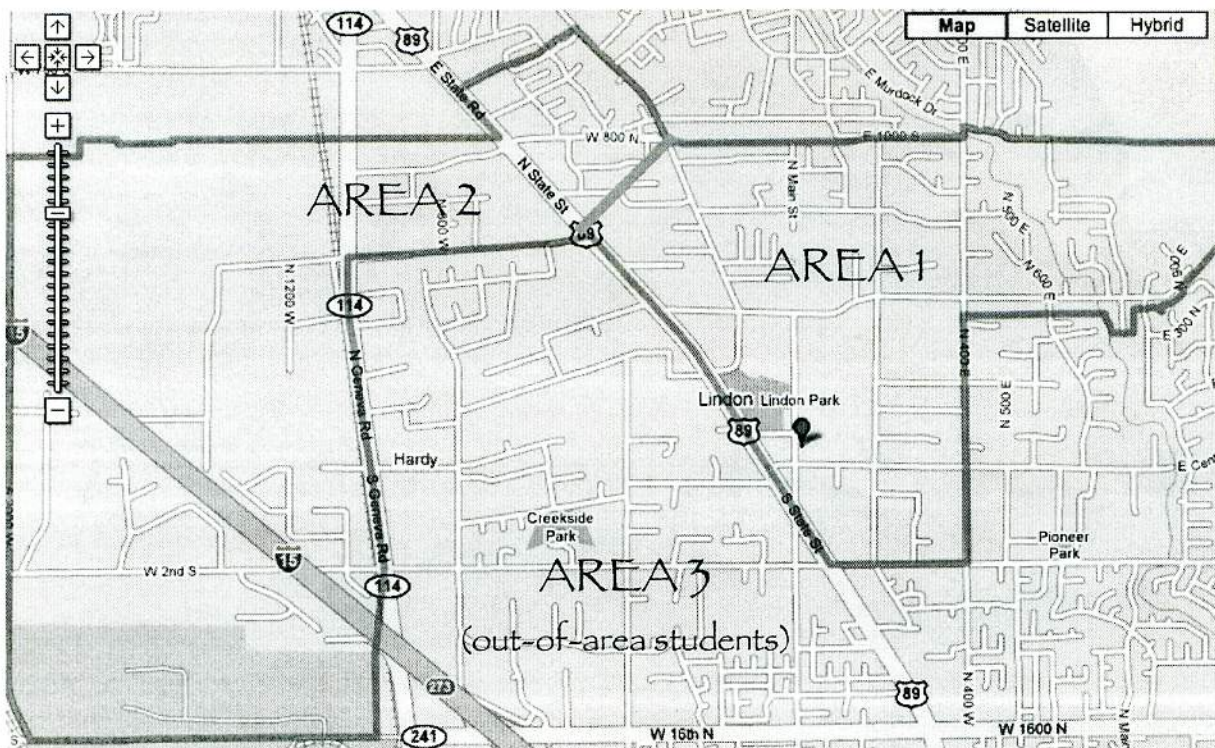 114
89
Map Satellite Hybrid
E State Rd
E Murdock Dr
W 800 N
E 1000 S
N State St
N Main St
AREA 2
N 500 E
89
AREA 1
N 600 E
N 900 E
N 1200 W
114
E 300 N
N 400 E
N Geneva Rd
Lindon Lindon Park
N 500 E
89
Hardy
S Geneva Rd
S State St
Creekside
Park
Pioneer
Park
15
W 2nd S
114
AREA 3
(out-of-area students)
273
89
N 400 W
241
W 16th N
W 1600 N